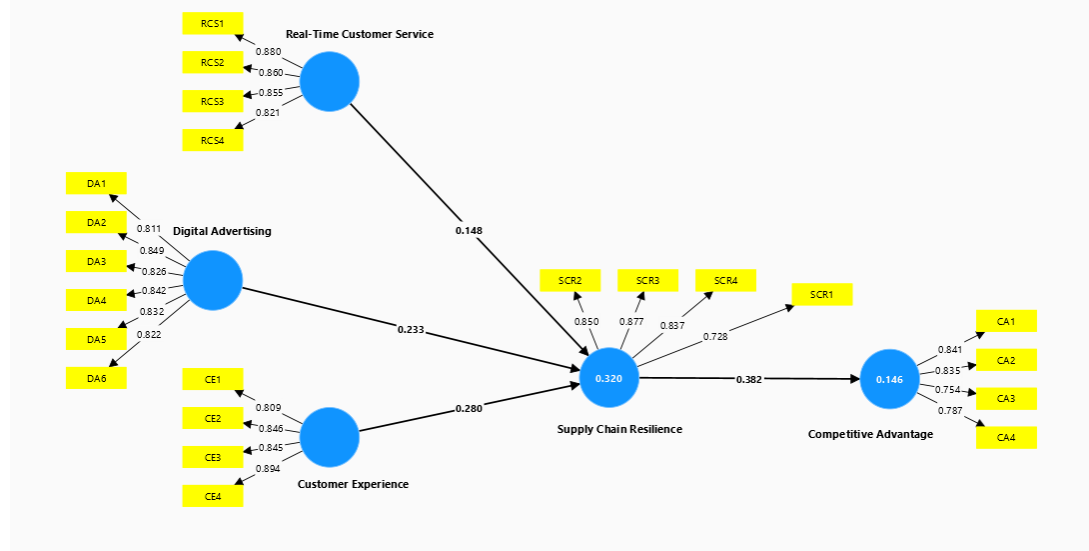 RCS1
Real-Time Customer Service
0.880
RCS2
0.860
RCS3
0.855
0.821
RCS4
DA1
0.811
DA2
Digital Advertising
0.849
DA3
0.826
DA4
0.842
0.832
DA5
0.822
DA6
0.148
0.233
0.280
CE1
0.809
CE2
0.846
CE3
0.845
0.894
CE4
Customer Experience
SCR2
SCR3
SCR4
SCR1
0.850
0.877
0.837
0.728
0.320
Supply Chain Resilience
0.382
0.146
Competitive Advantage
CA1
0.841
CA2
0.835
0.754
CA3
0.787
CA4